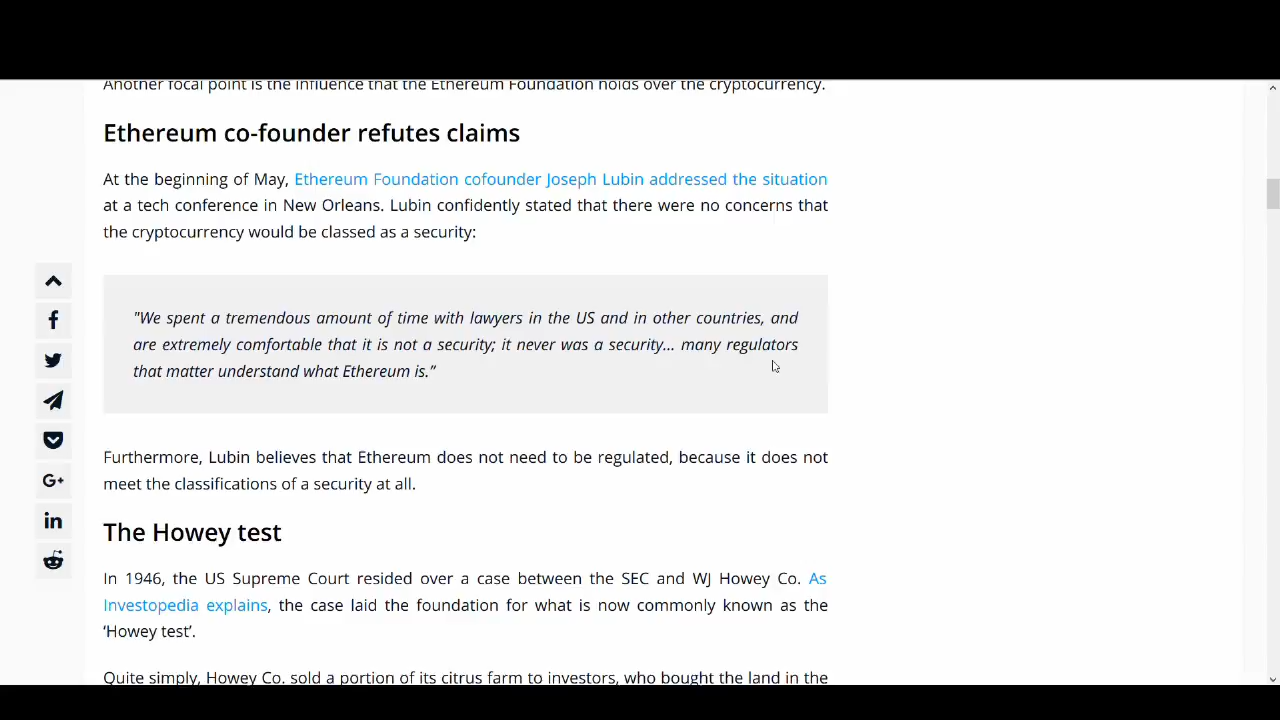 Another focal point is the influence that the Ethereum Foundation holds over the cryptocurrency.
Ethereum co-founder refutes claims
At the beginning of May, Ethereum Foundation cofounder Joseph Lubin addressed the situation
at a tech conference in New Orleans. Lubin confidently stated that there were no concerns that
the cryptocurrency would be classed as a security:
"We spent a tremendous amount of time with lawyers in the US and in other countries, and
are extremely comfortable that it is not a security; it never was a security... many regulators
that matter understand what Ethereum is.”
Furthermore, Lubin believes that Ethereum does not need to be regulated, because it does not
meet the classifications of a security at all.
The Howey test
In 1946, the US Supreme Court resided over a case between the SEC and WJ Howey Co. As
Investopedia explains, the case laid the foundation for what is now commonly known as the
‘Howey test’.
Quite simply, Howey Co. sold a portion of its citrus farm to investors, who bought the land in the